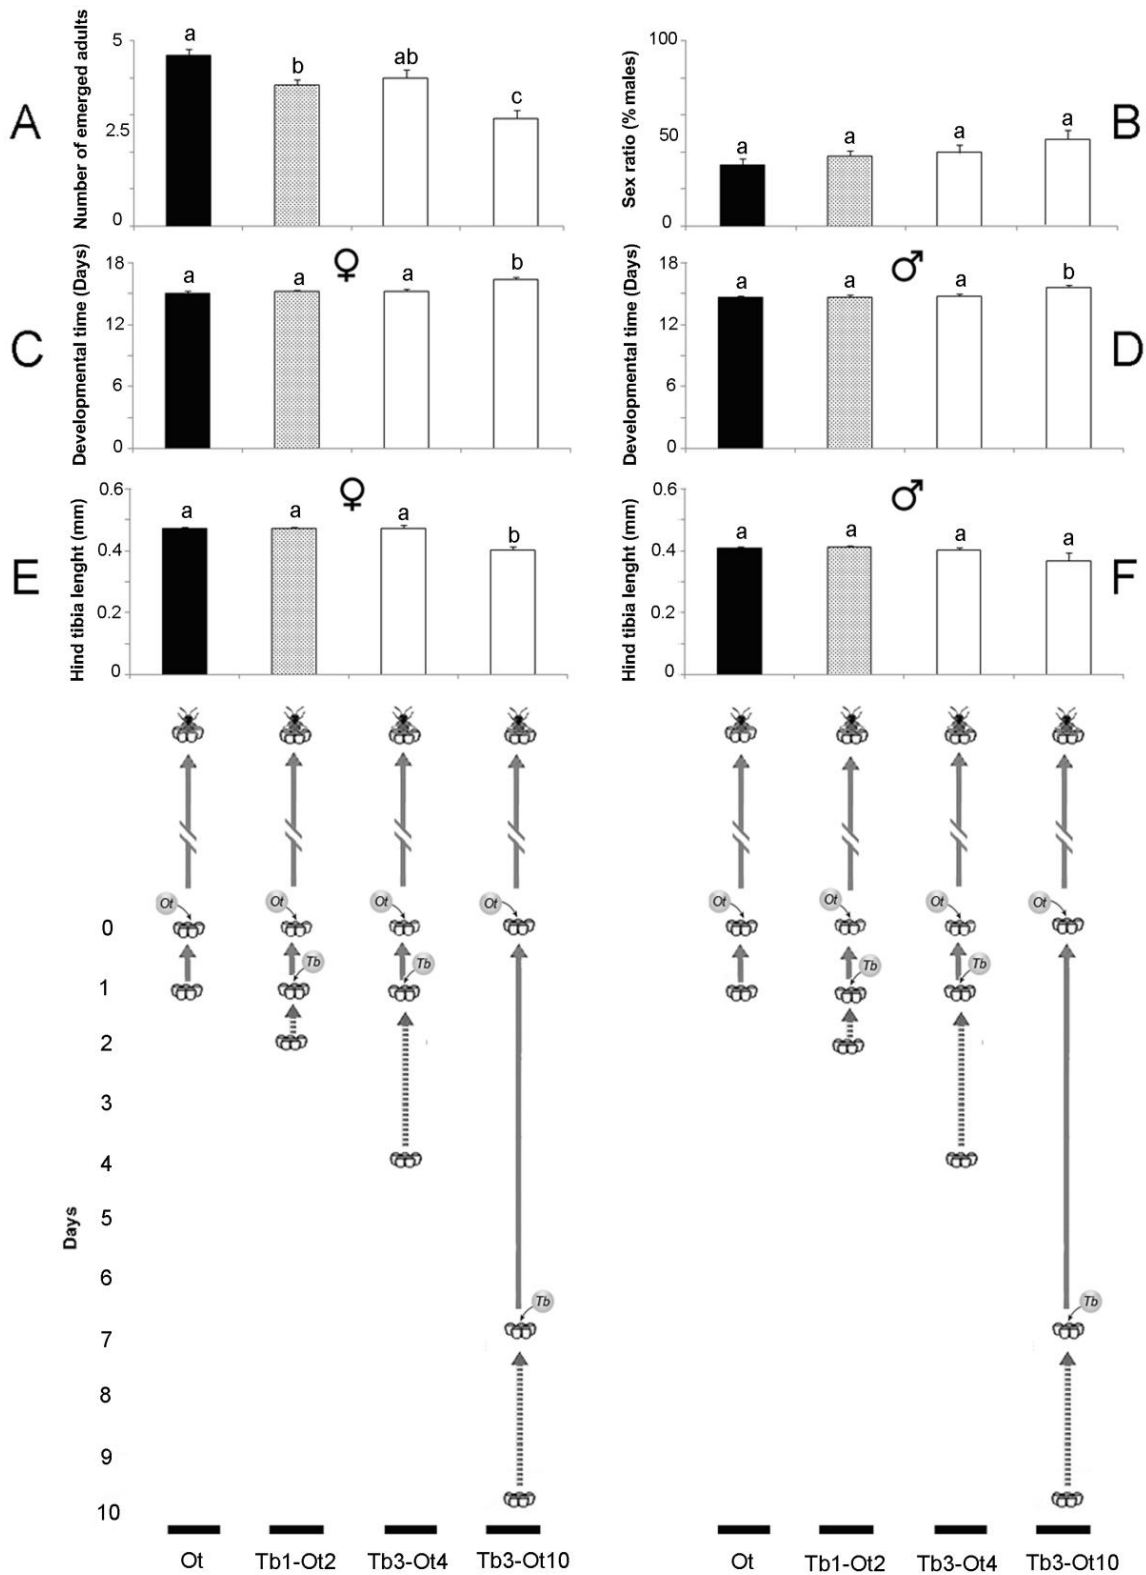 A
Number of emerged adults
5
2.5
0
a
b
ab
c
B
Sex ratio (% males)
100
50
0
a
a
a
a
C
Developmental time (Days)
18
12
6
0
♀
a
a
a
b
D
Developmental time (Days)
18
12
6
0
♂
a
a
a
b
E
Hind tibia lenght (mm)
0.6
0.4
0.2
0
♀
a
a
a
b
F
Hind tibia lenght (mm)
0.6
0.4
0.2
0
♂
a
a
a
a
Ot
Ot
Ot
Ot
Ot
Ot
Ot
Ot
Tb
Tb
Tb
Tb
Tb
Tb
Days
0
1
2
3
4
5
6
7
8
9
10
Ot
Tb1-Ot2
Tb3-Ot4
Tb3-Ot10
Ot
Tb1-Ot2
Tb3-Ot4
Tb3-Ot10